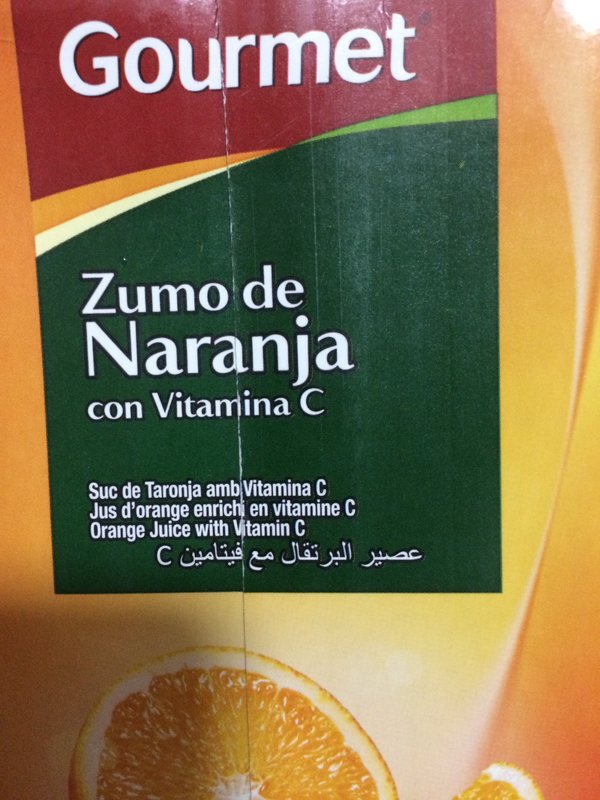 Gourmet
Zumo de
Naranja
con Vitamina C
Suc de Taronja amb Vitamina C
Jus d'orange enrichi en vitamine C
Orange Juice with Vitamin C
عصير البرتقال مع فيتامين C